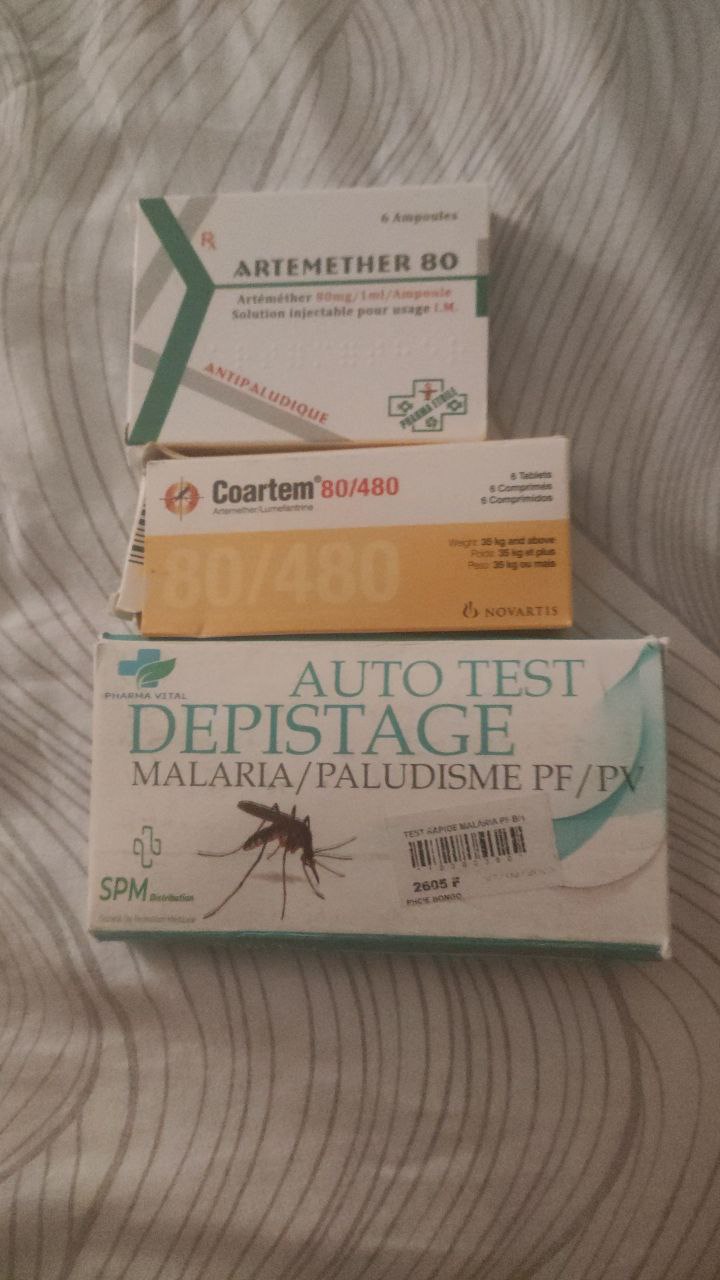 6 Ampoules
℞
ARTEMETHER 80
Artéméther 80mg/1ml/Ampoule
Solution injectable pour usage I.M.
ANTIPALUDIQUE
PHARMA ETOILE
Coartem® 80/480
Artemether/Lumefantrine
6 Tablets
6 Comprimés
6 Comprimidos
80/480
Weight: 35 kg and above
Poids: 35 kg et plus
Peso: 35 kg ou mais
NOVARTIS
PHARMA VITAL
AUTO TEST
DEPISTAGE
MALARIA/PALUDISME PF/PV
TEST RAPIDE MALARIA PF B/1
2605 F
SPM Distribution